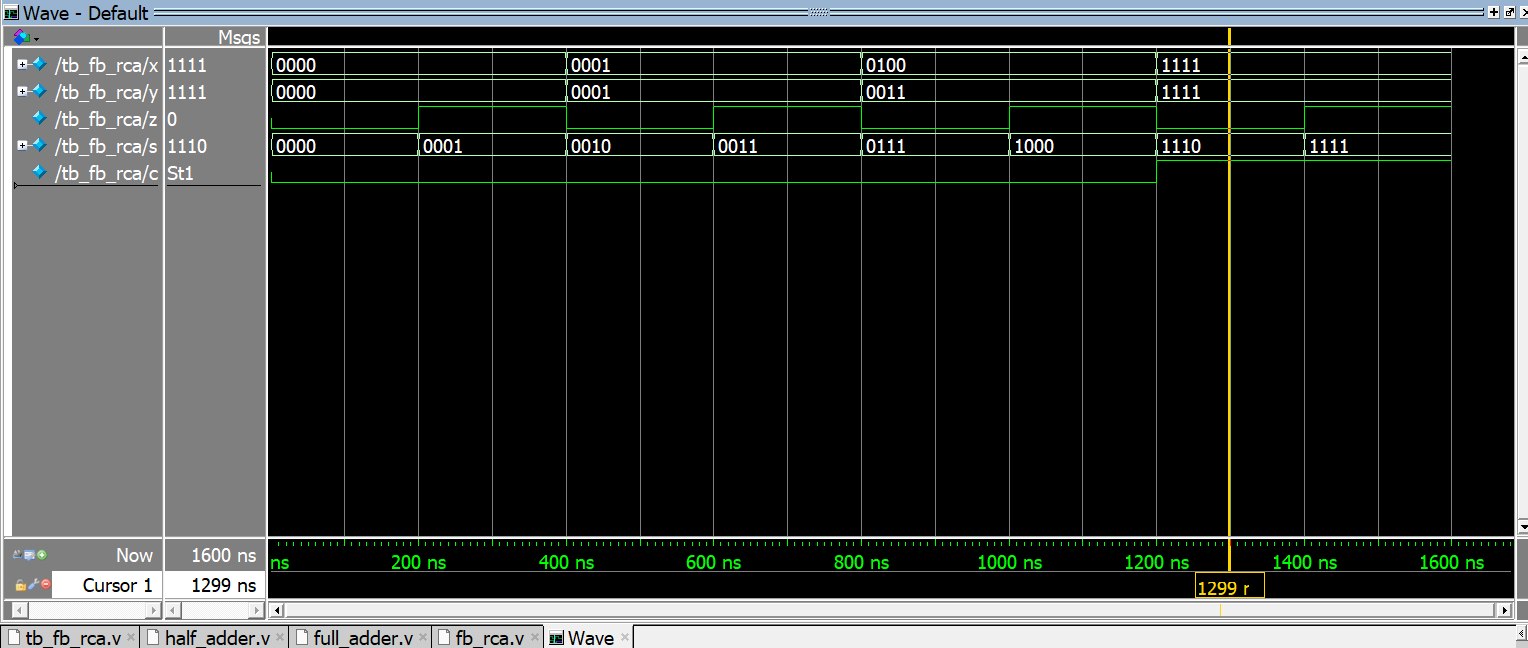 Wave - Default
Msgs
/tb_fb_rca/x 1111 0000 0001 0100 1111
/tb_fb_rca/y 1111 0000 0001 0011 1111
/tb_fb_rca/z 0
/tb_fb_rca/s 1110 0000 0001 0010 0011 0111 1000 1110 1111
/tb_fb_rca/c St1
Now 1600 ns ns 200 ns 400 ns 600 ns 800 ns 1000 ns 1200 ns 1400 ns 1600 ns
Cursor 1 1299 ns 1299 r
tb_fb_rca.v half_adder.v full_adder.v fb_rca.v Wave